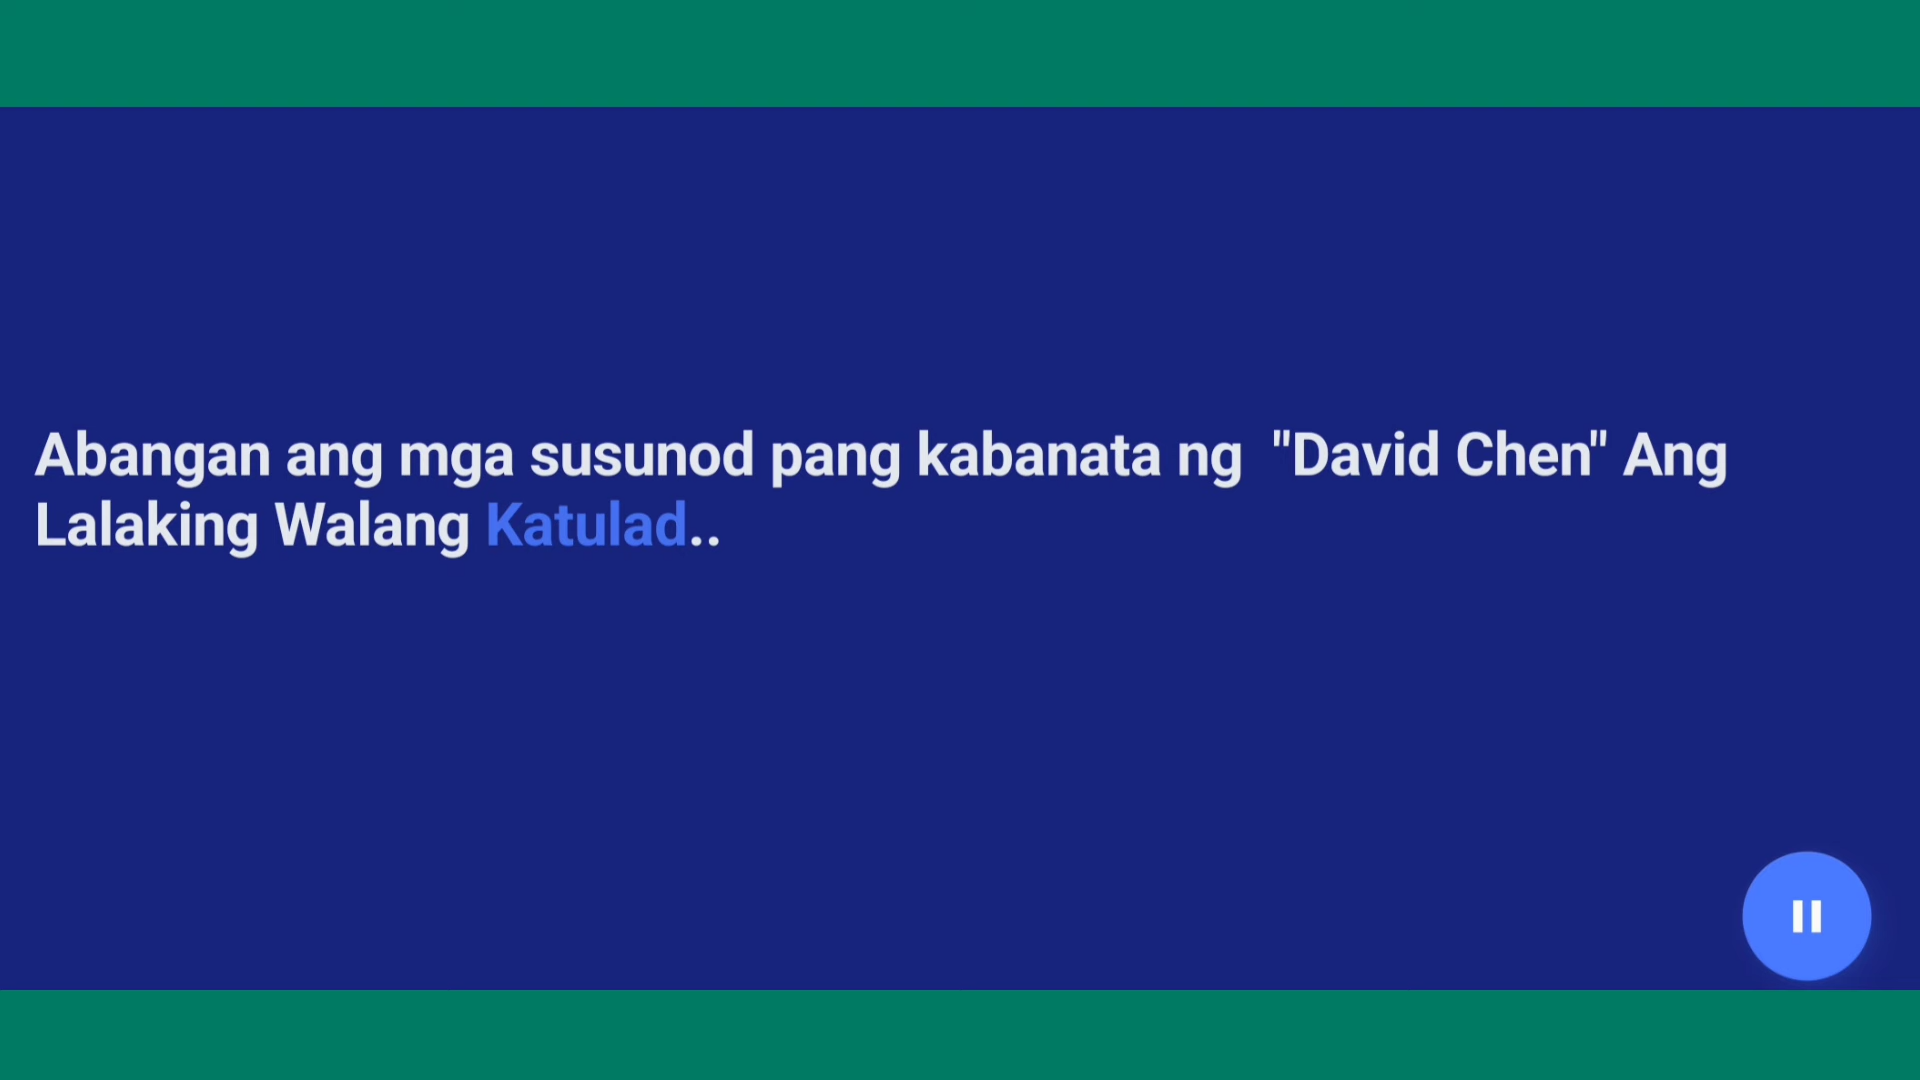 Abangan ang mga susunod pang kabanata ng  "David Chen" Ang
Lalaking Walang Katulad..